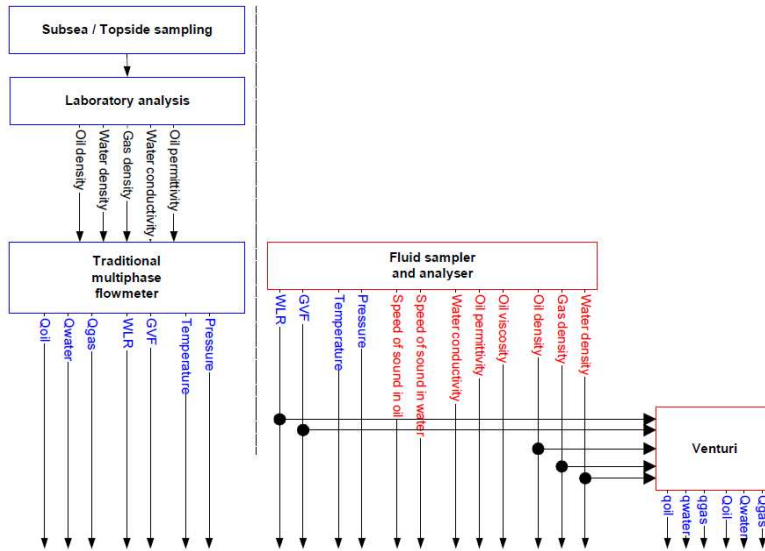 Subsea / Topside sampling
Laboratory analysis
Oil density
Water density
Gas density
Water conductivity
Oil permittivity
Traditional
multiphase
flowmeter
Fluid sampler
and analyser
Qoil
Qwater
Qgas
WLR
GVF
Temperature
Pressure
WLR
GVF
Temperature
Pressure
Speed of sound in oil
Speed of sound in water
Water conductivity
Oil permittivity
Oil viscosity
Oil density
Gas density
Water density
Venturi
qoil
qwater
qgas
Qoil
Qwater
Qgas